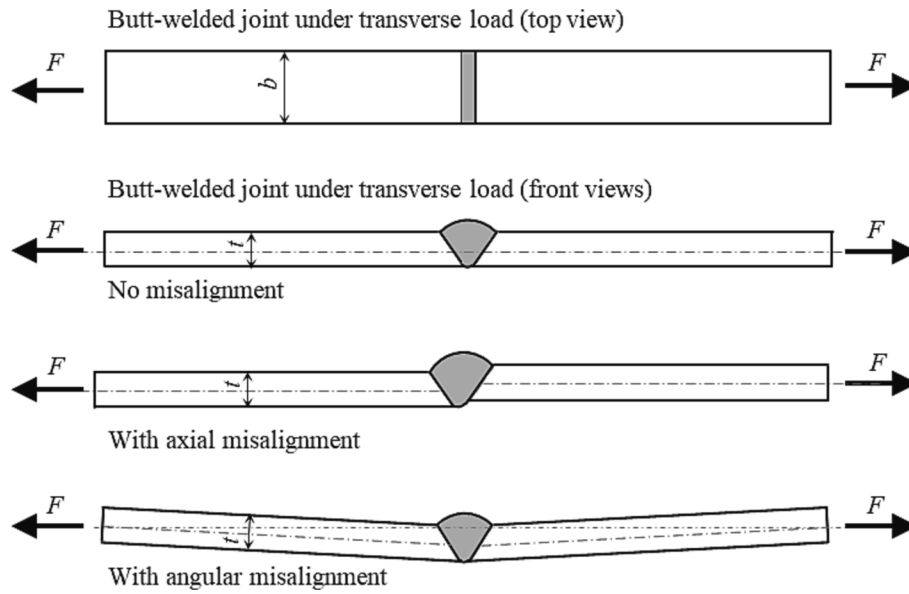 Butt-welded joint under transverse load (top view)
F
b
F
Butt-welded joint under transverse load (front views)
F
t
F
No misalignment
F
t
F
With axial misalignment
F
t
F
With angular misalignment